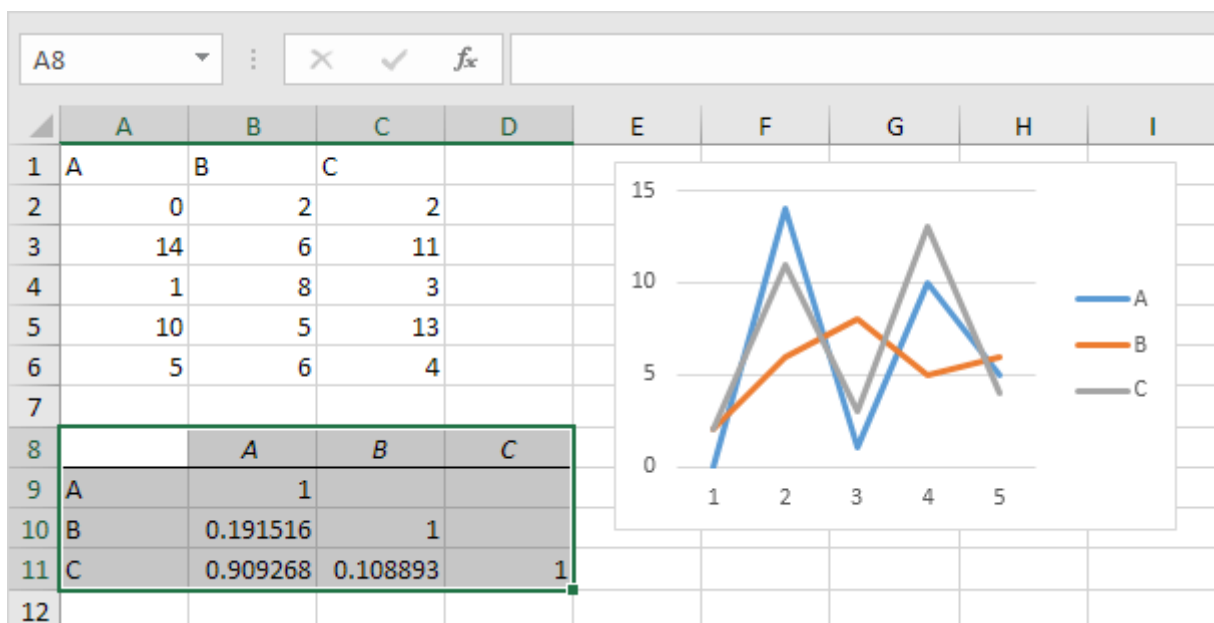 A8 fx
A B C D E F G H I
1 A B C
2 0 2 2
3 14 6 11
4 1 8 3
5 10 5 13
6 5 6 4
7
8 A B C
9 A 1
10 B 0.191516 1
11 C 0.909268 0.108893 1
12
15
10
5
0
1 2 3 4 5
A
B
C